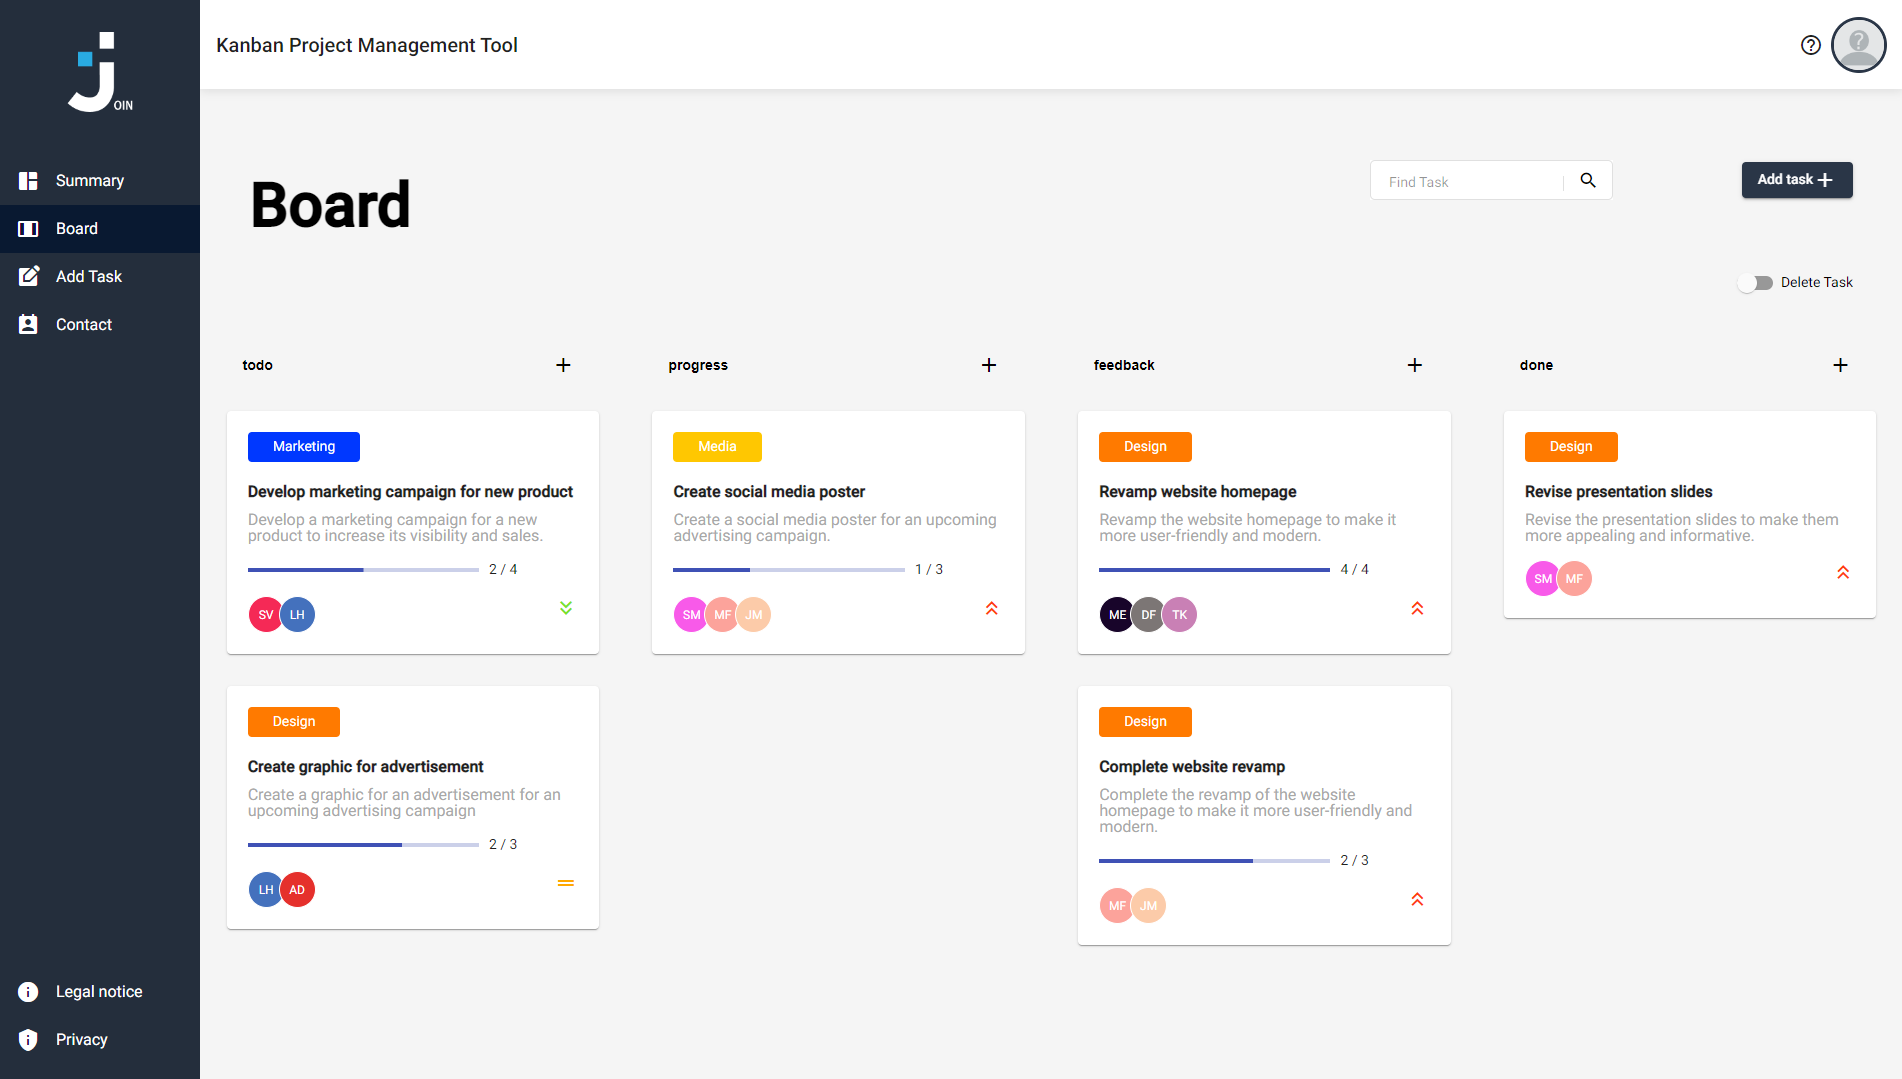 OIN
Kanban Project Management Tool
Summary
Board
Add Task
Contact
Legal notice
Privacy
Board
Find Task
Add task
Delete Task
todo
Marketing
Develop marketing campaign for new product
Develop a marketing campaign for a new
product to increase its visibility and sales.
2 / 4
SV LH
Design
Create graphic for advertisement
Create a graphic for an advertisement for an
upcoming advertising campaign
2 / 3
LH AD
progress
Media
Create social media poster
Create a social media poster for an upcoming
advertising campaign.
1 / 3
SM MF JM
feedback
Design
Revamp website homepage
Revamp the website homepage to make it
more user-friendly and modern.
4 / 4
ME DF TK
Design
Complete website revamp
Complete the revamp of the website
homepage to make it more user-friendly and
modern.
2 / 3
MF JM
done
Design
Revise presentation slides
Revise the presentation slides to make them
more appealing and informative.
SM MF